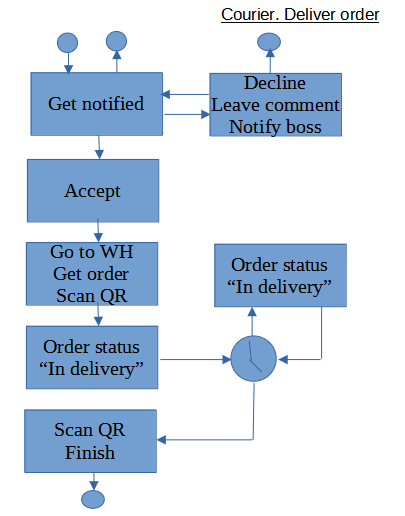 Courier. Deliver order
Get notified
Decline
Leave comment
Notify boss
Accept
Go to WH
Get order
Scan QR
Order status
“In delivery”
Order status
“In delivery”
Scan QR
Finish